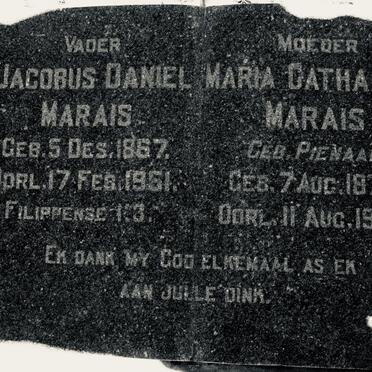 VADER
JACOBUS DANIEL
MARAIS
GEB. 5 DES. 1867.
OORL. 17 FEB. 1951.
FILIPPENSE 1:3.
MOEDER
MARIA CATHA
MARAIS
GEB. PIENAA
GEB. 7 AUG. 18
OORL. 11 AUG. 19
EK DANK MY GOD ELKEMAAL AS EK
AAN JULLE DINK.